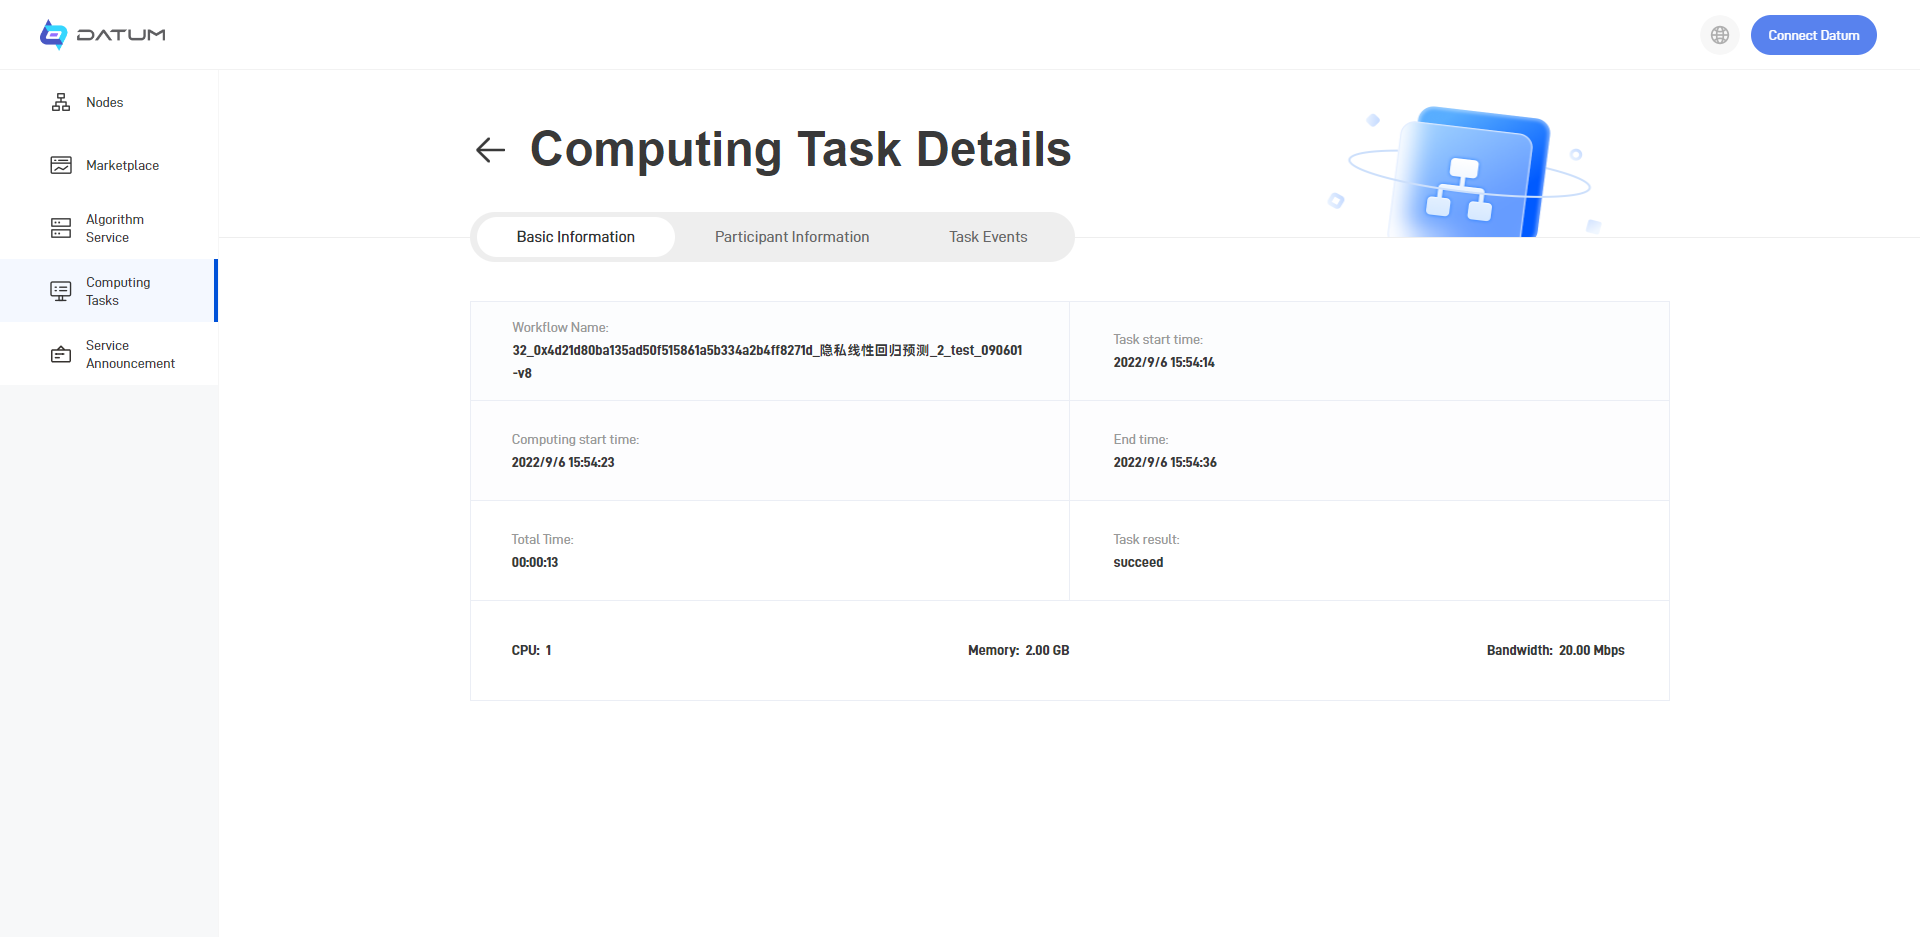 DATUM
Connect Datum
Nodes
Marketplace
Algorithm
Service
Computing
Tasks
Service
Announcement
Computing Task Details
Basic Information
Participant Information
Task Events
Workflow Name:
32_0x4d21d80ba135ad50f515861a5b334a2b4ff8271d_隐私线性回归预测_2_test_090601
-v8
Task start time:
2022/9/6 15:54:14
Computing start time:
2022/9/6 15:54:23
End time:
2022/9/6 15:54:36
Total Time:
00:00:13
Task result:
succeed
CPU: 1
Memory: 2.00 GB
Bandwidth: 20.00 Mbps